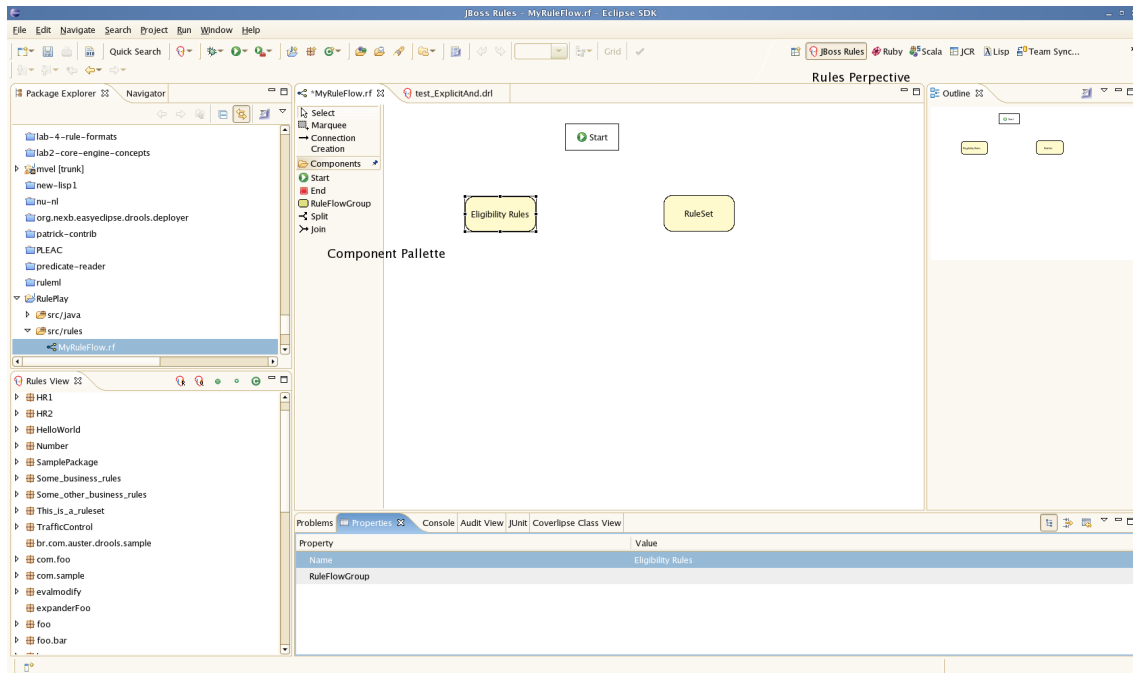 JBoss Rules - MyRuleFlow.rf - Eclipse SDK
File Edit Navigate Search Project Run Window Help
Quick Search
Grid
JBoss Rules Ruby Scala JCR Lisp Team Sync...
Rules Perpective
Package Explorer Navigator
lab-4-rule-formats
lab2-core-engine-concepts
mvel [trunk]
new-lisp1
nu-nl
org.nexb.easyeclipse.drools.deployer
patrick-contrib
PLEAC
predicate-reader
ruleml
RulePlay
src/java
src/rules
MyRuleFlow.rf
Rules View
HR1
HR2
HelloWorld
Number
SamplePackage
Some_business_rules
Some_other_business_rules
This_is_a_ruleset
TrafficControl
br.com.auster.drools.sample
com.foo
com.sample
evalmodify
expanderFoo
foo
foo.bar
*MyRuleFlow.rf test_ExplicitAnd.drl
Select
Marquee
Connection
Creation
Components
Start
End
RuleFlowGroup
Split
Join
Component Pallette
Start
Eligibility Rules
RuleSet
Outline
Problems Properties Console Audit View JUnit Coverlipse Class View
Property Value
Name Eligibility Rules
RuleFlowGroup